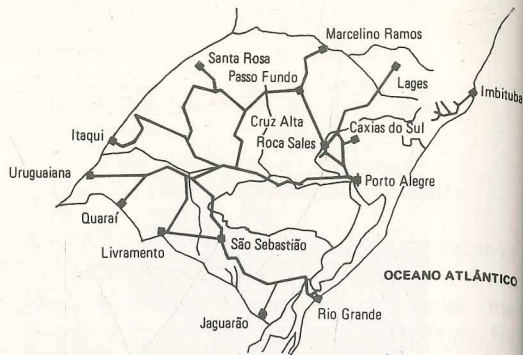 Marcelino Ramos
Santa Rosa
Passo Fundo
Lages
Imbituba
Cruz Alta
Caxias do Sul
Roca Sales
Itaqui
Uruguaiana
Porto Alegre
Quaraí
São Sebastião
Livramento
OCEANO ATLÂNTICO
Jaguarão
Rio Grande